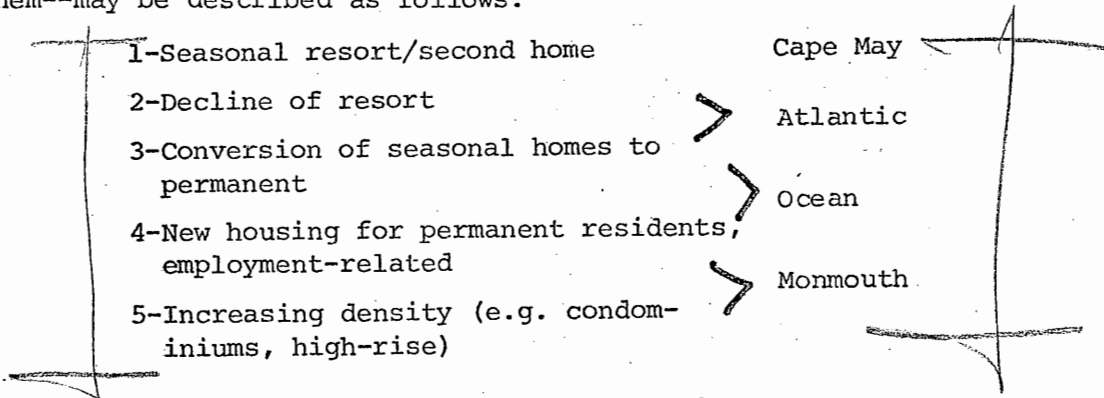 them--may be described as follows:
1-Seasonal resort/second home Cape May
2-Decline of resort
> Atlantic
3-Conversion of seasonal homes to
permanent
> Ocean
4-New housing for permanent residents,
employment-related
> Monmouth
5-Increasing density (e.g. condom-
iniums, high-rise)